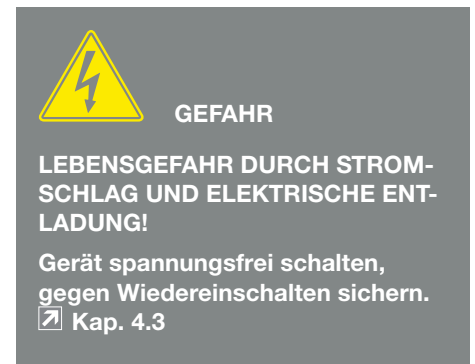 GEFAHR
LEBENSGEFAHR DURCH STROM-
SCHLAG UND ELEKTRISCHE ENT-
LADUNG!
Gerät spannungsfrei schalten,
gegen Wiedereinschalten sichern.
Kap. 4.3